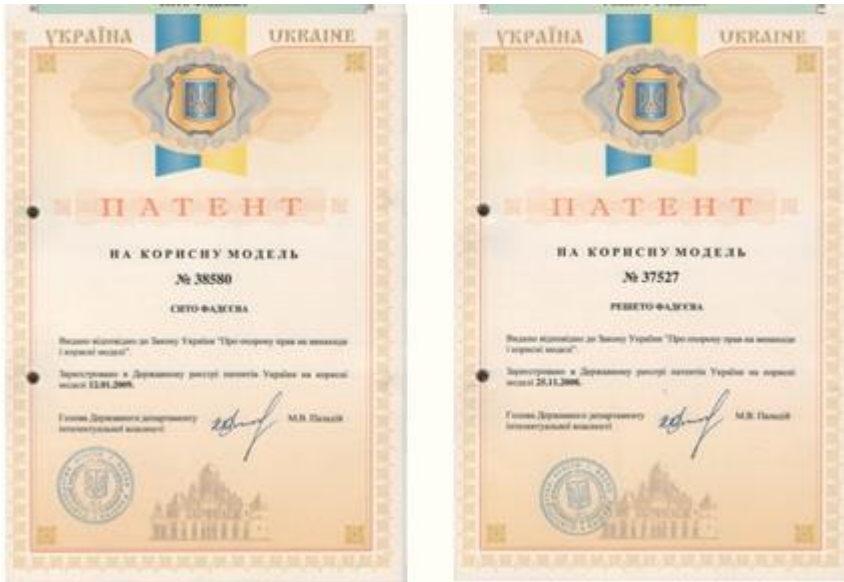 УКРАЇНА UKRAINE
ПАТЕНТ
НА КОРИСНУ МОДЕЛЬ
№ 38580
СИТО ФАДЄЄВА
Видано відповідно до Закону України "Про охорону прав на винаходи
і корисні моделі".
Зареєстровано в Державному реєстрі патентів України на корисні
моделі 12.01.2009.
Голова Державного департаменту
інтелектуальної власності
М.В. Паладій
УКРАЇНА UKRAINE
ПАТЕНТ
НА КОРИСНУ МОДЕЛЬ
№ 37527
РЕШЕТО ФАДЄЄВА
Видано відповідно до Закону України "Про охорону прав на винаходи
і корисні моделі".
Зареєстровано в Державному реєстрі патентів України на корисні
моделі 25.11.2008.
Голова Державного департаменту
інтелектуальної власності
М.В. Паладій